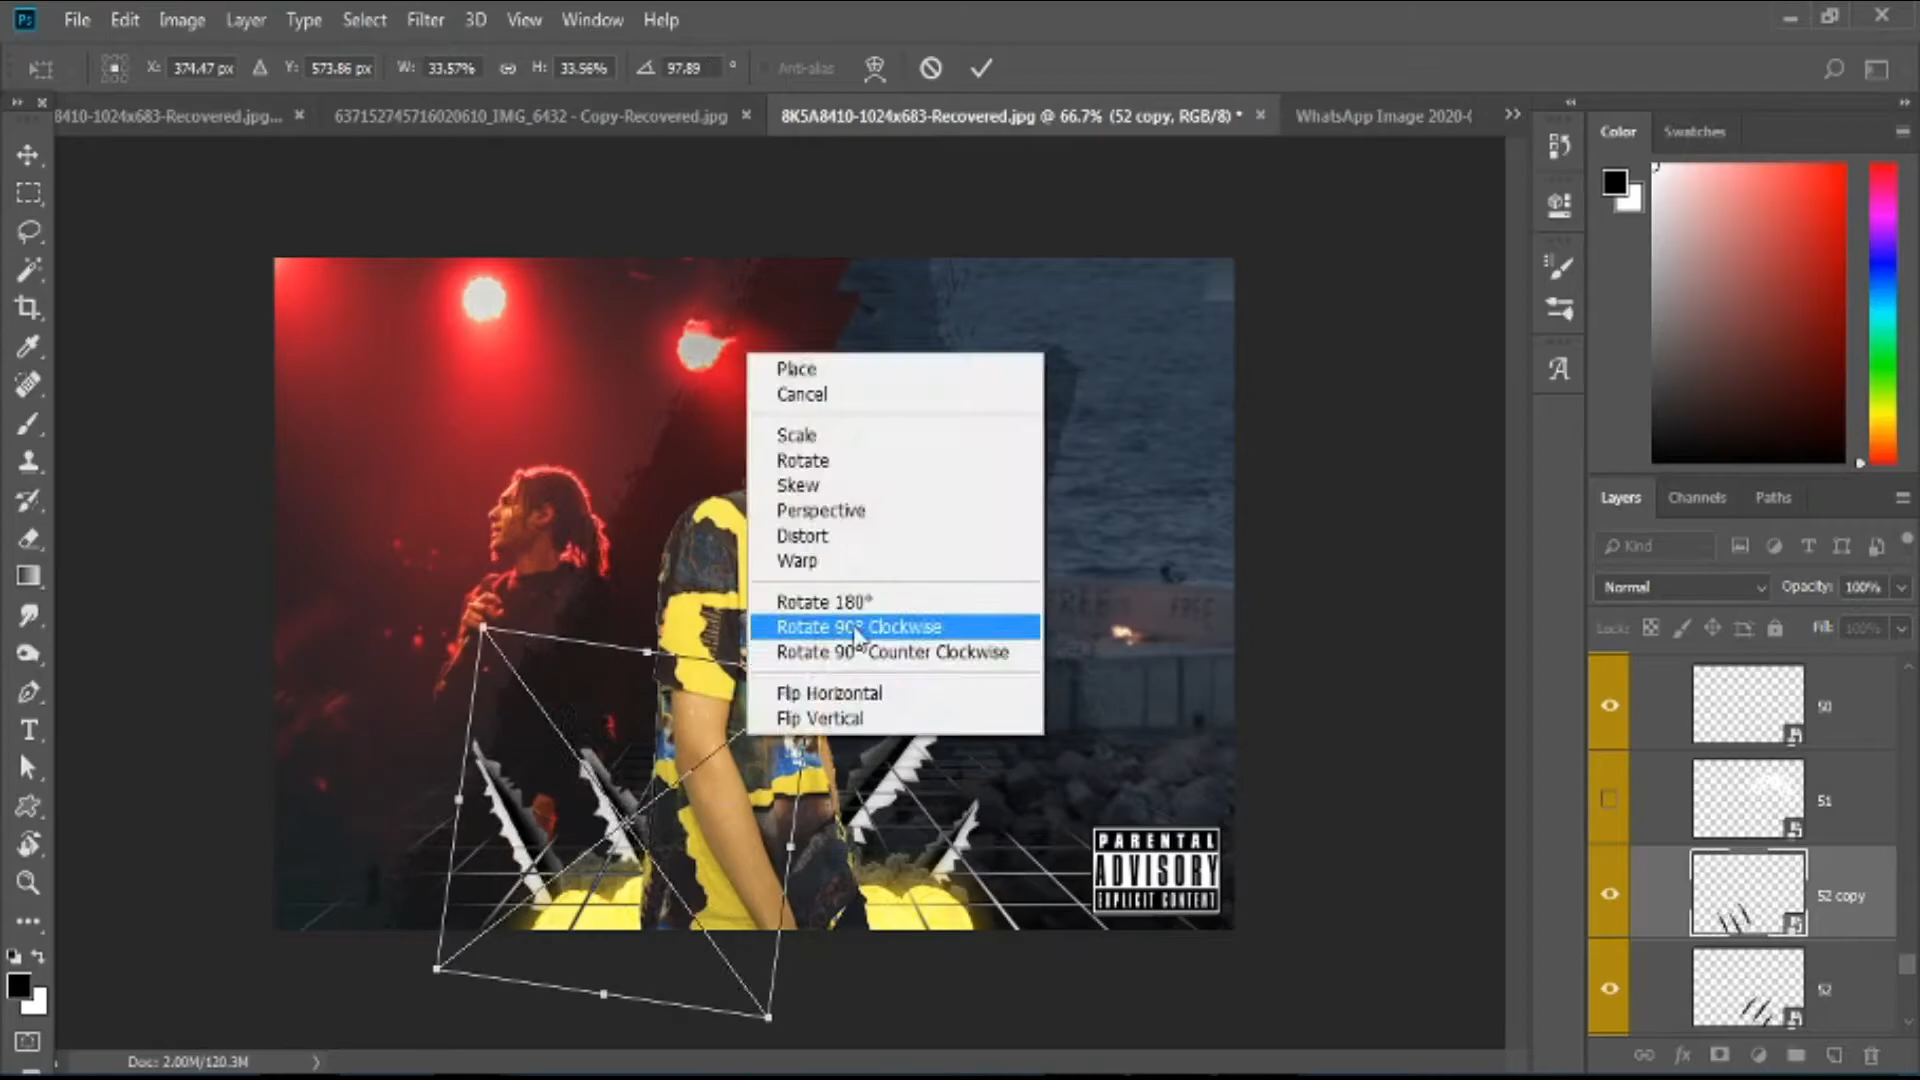 Ps File Edit Image Layer Type Select Filter 3D View Window Help
X: 374.47 px Y: 573.86 px W: 33.57% H: 33.56% 97.89 ° Anti-alias
8410-1024x683-Recovered.jpg... × 637152745716020610_IMG_6432 - Copy-Recovered.jpg × 8K5A8410-1024x683-Recovered.jpg @ 66.7% (52 copy, RGB/8) * × WhatsApp Image 2020-(
Color Swatches
Place
Cancel
Scale
Rotate
Skew
Perspective
Distort
Warp
Rotate 180°
Rotate 90° Clockwise
Rotate 90° Counter Clockwise
Flip Horizontal
Flip Vertical
FREE
PARENTAL
ADVISORY
EXPLICIT CONTENT
Layers Channels Paths
Kind
Normal Opacity: 100%
Lock: Fill: 100%
50
51
52 copy
52
fx
Doc: 2.00M/120.3M